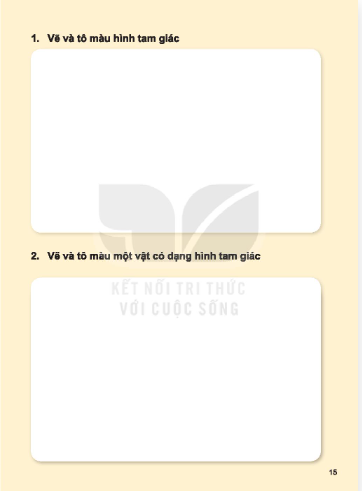 1. Vẽ và tô màu hình tam giác
2. Vẽ và tô màu một vật có dạng hình tam giác
KẾT NỐI TRI THỨC
VỚI CUỘC SỐNG
15